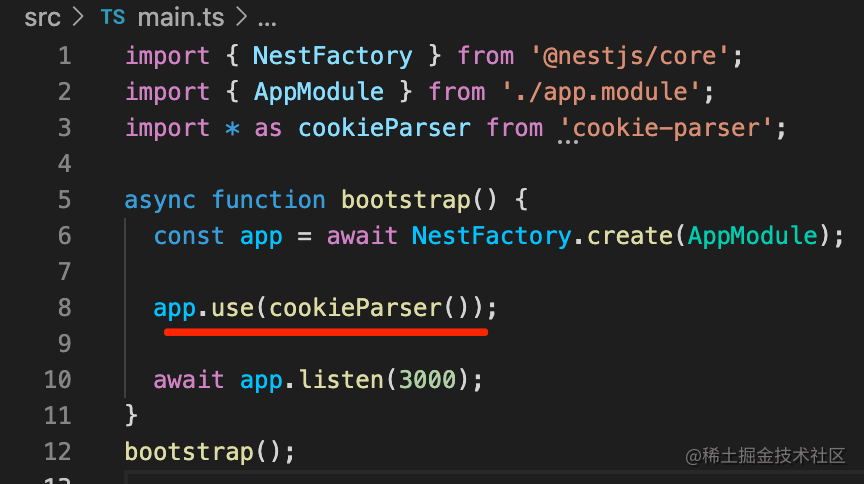 src > TS main.ts > ...
1 import { NestFactory } from '@nestjs/core';
2 import { AppModule } from './app.module';
3 import * as cookieParser from 'cookie-parser';
4
5 async function bootstrap() {
6 const app = await NestFactory.create(AppModule);
7
8 app.use(cookieParser());
9
10 await app.listen(3000);
11 }
12 bootstrap();
13
@稀土掘金技术社区